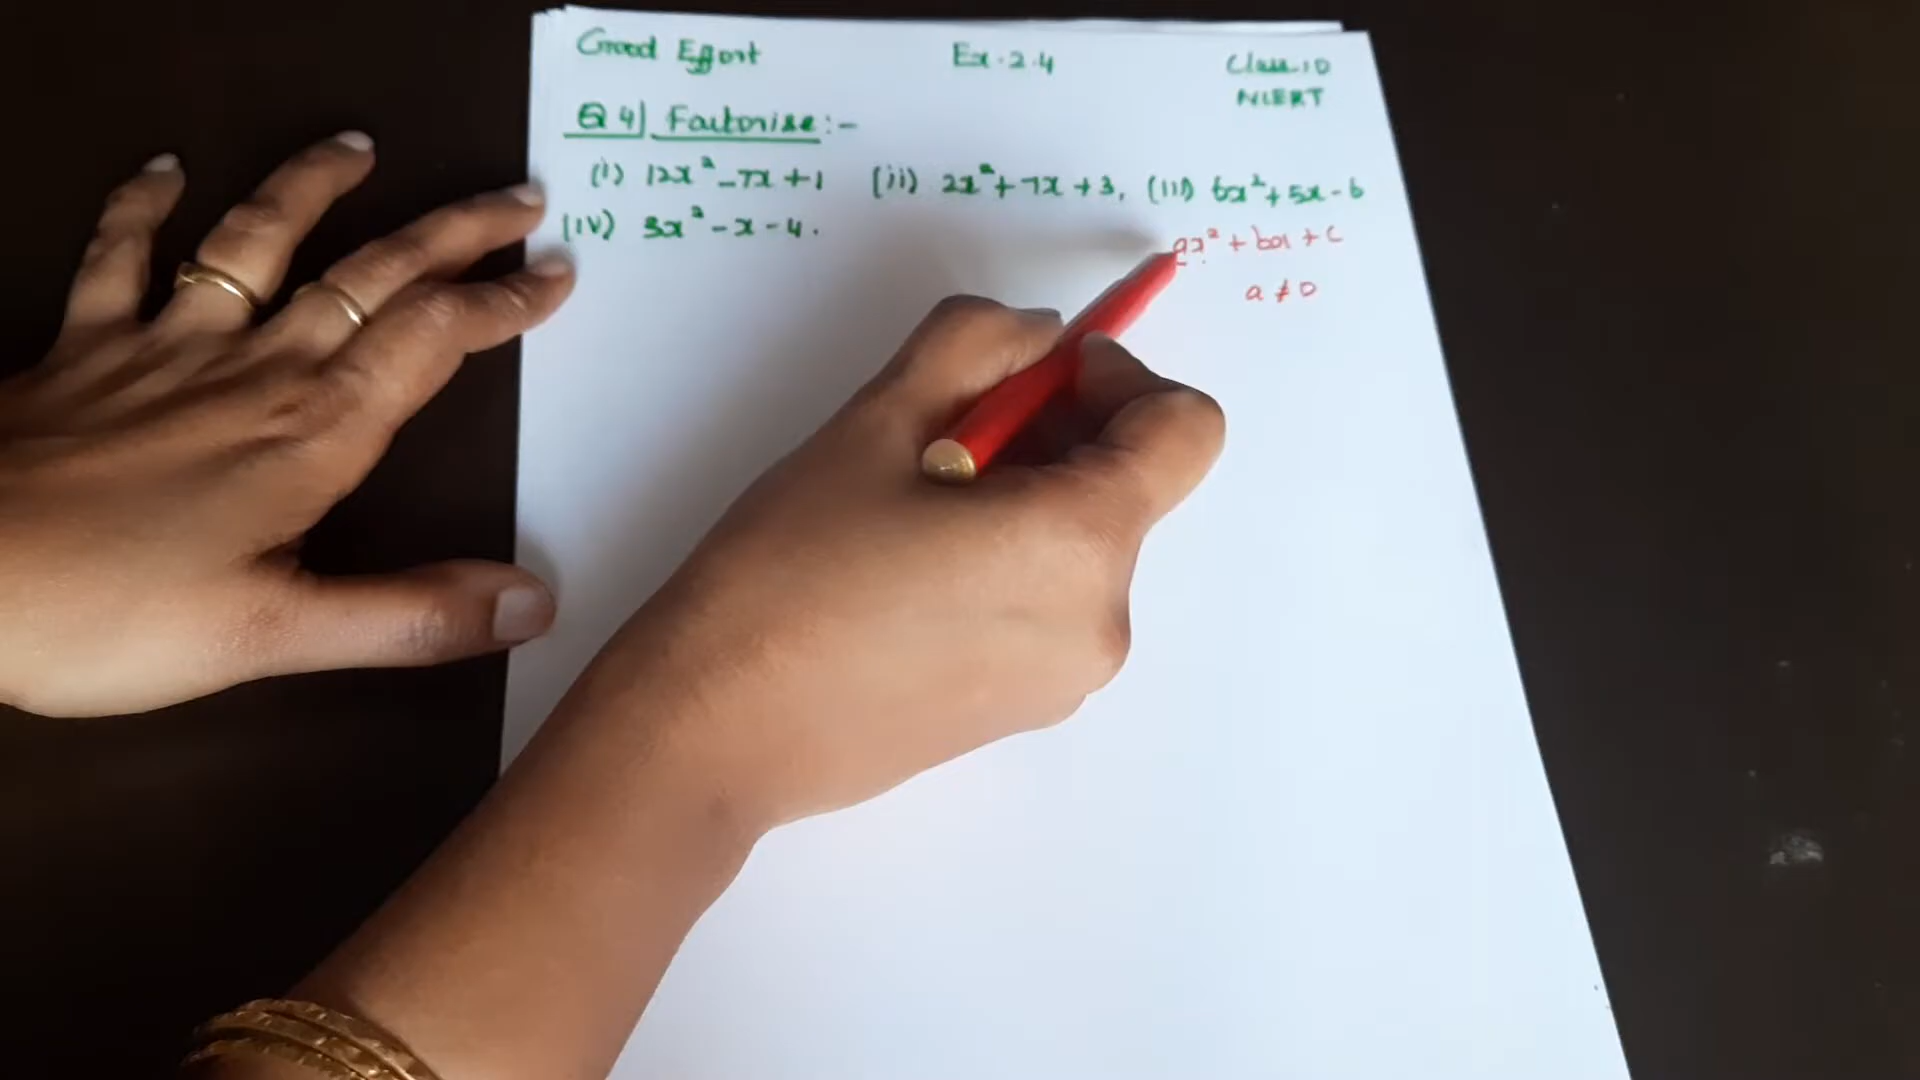 Good Effort Ex.2.4 Class.10
NCERT
Q 4) Factorise:-
(i) 12x² - 7x + 1 (ii) 2x² + 7x + 3, (iii) 6x² + 5x - 6
(iv) 3x² - x - 4.
ax² + bx + c
a ≠ 0